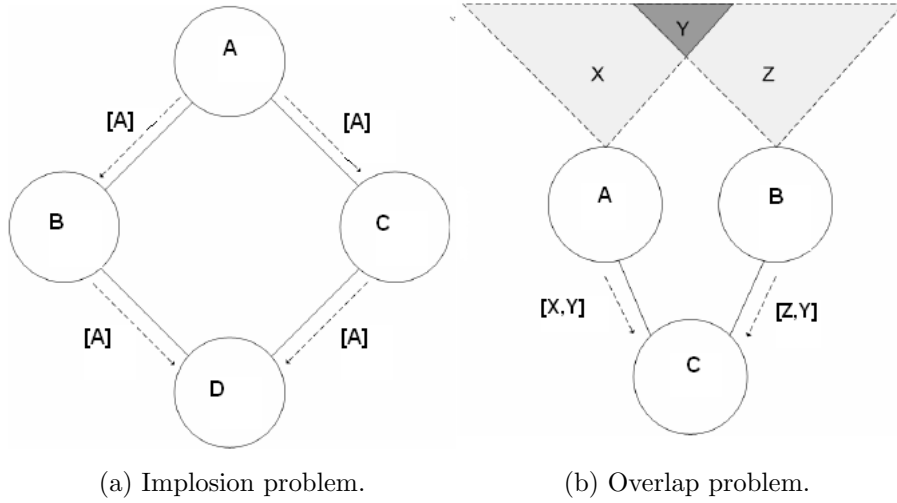 A
[A]
[A]
B
C
[A]
[A]
D
(a) Implosion problem.
Y
X
Z
A
B
[X,Y]
[Z,Y]
C
(b) Overlap problem.